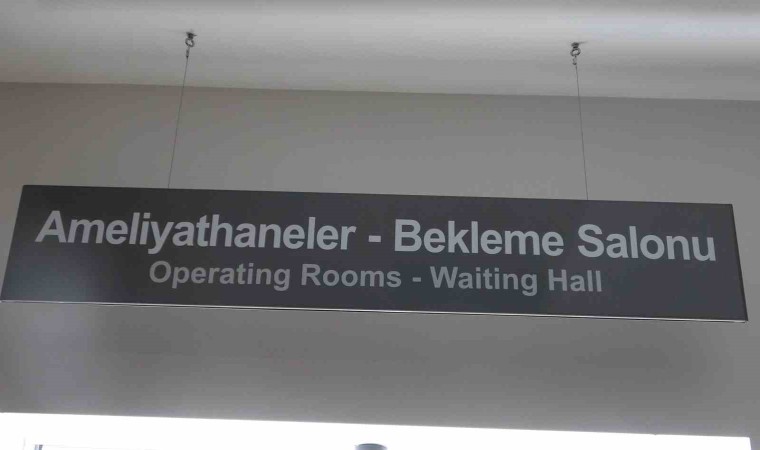 Ameliyathaneler - Bekleme Salonu
Operating Rooms - Waiting Hall